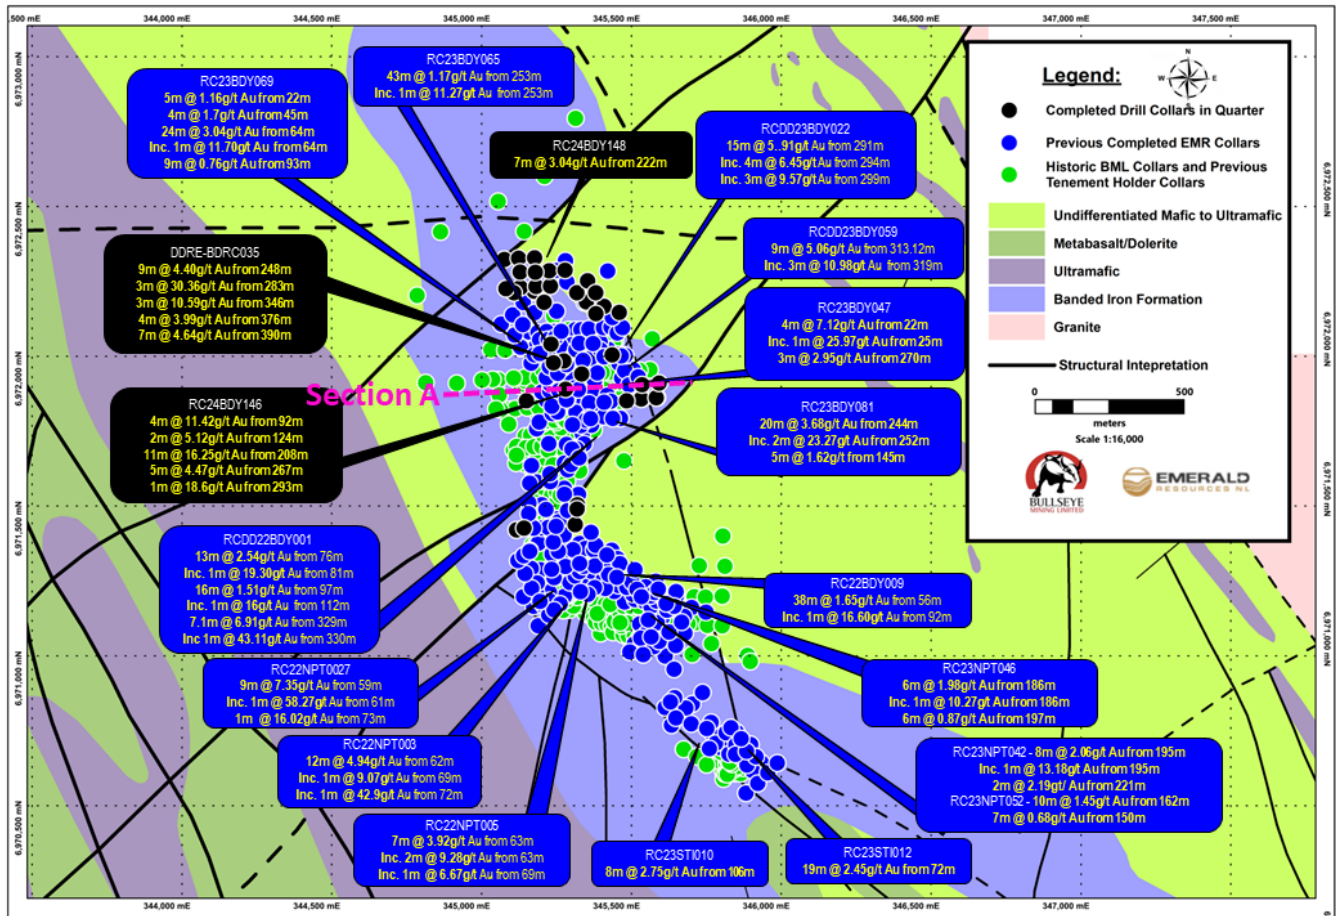 ,500 mE
344,000 mE
344,500 mE
345,000 mE
345,500 mE
346,000 mE
346,500 mE
347,000 mE
347,500 mE
6,973,000 mN
6,972,500 mN
6,972,000 mN
6,971,500 mN
6,971,000 mN
6,970,500 mN
RC23BDY069
5m @ 1.16g/t Au from 22m
4m @ 1.7g/t Au from 45m
24m @ 3.04g/t Au from 64m
Inc. 1m @ 11.70g/t Au from 64m
9m @ 0.76g/t Au from 93m
RC23BDY065
43m @ 1.17g/t Au from 253m
Inc. 1m @ 11.27g/t Au from 253m
RC24BDY148
7m @ 3.04g/t Au from 222m
RCDD23BDY022
15m @ 5..91g/t Au from 291m
Inc. 4m @ 6.45g/t Au from 294m
Inc. 3m @ 9.57g/t Au from 299m
RCDD23BDY059
9m @ 5.06g/t Au from 313.12m
Inc. 3m @ 10.98g/t Au from 319m
DDRE-BDRC035
9m @ 4.40g/t Au from 248m
3m @ 30.36g/t Au from 283m
3m @ 10.59g/t Au from 346m
4m @ 3.99g/t Au from 376m
7m @ 4.64g/t Au from 390m
RC23BDY047
4m @ 7.12g/t Au from 22m
Inc. 1m @ 25.97g/t Au from 25m
3m @ 2.95g/t Au from 270m
Section A
RC24BDY146
4m @ 11.42g/t Au from 92m
2m @ 5.12g/t Au from 124m
11m @ 16.25g/t Au from 208m
5m @ 4.47g/t Au from 267m
1m @ 18.6g/t Au from 293m
RC23BDY081
20m @ 3.68g/t Au from 244m
Inc. 2m @ 23.27g/t Au from 252m
5m @ 1.62g/t from 145m
RCDD22BDY001
13m @ 2.54g/t Au from 76m
Inc. 1m @ 19.30g/t Au from 81m
16m @ 1.51g/t Au from 97m
Inc. 1m @ 16g/t Au from 112m
7.1m @ 6.91g/t Au from 329m
Inc 1m @ 43.11g/t Au from 330m
RC22BDY009
38m @ 1.65g/t Au from 56m
Inc. 1m @ 16.60g/t Au from 92m
RC22NPT0027
9m @ 7.35g/t Au from 59m
Inc. 1m @ 58.27g/t Au from 61m
1m @ 16.02g/t Au from 73m
RC23NPT046
6m @ 1.98g/t Au from 186m
Inc. 1m @ 10.27g/t Au from 186m
6m @ 0.87g/t Au from 197m
RC22NPT003
12m @ 4.94g/t Au from 62m
Inc. 1m @ 9.07g/t Au from 69m
Inc. 1m @ 42.9g/t Au from 72m
RC23NPT042 - 8m @ 2.06g/t Au from 195m
Inc. 1m @ 13.18g/t Au from 195m
2m @ 2.19gt/ Au from 221m
RC23NPT052 - 10m @ 1.45g/t Au from 162m
7m @ 0.68g/t Au from 150m
RC22NPT005
7m @ 3.92g/t Au from 63m
Inc. 2m @ 9.28g/t Au from 63m
Inc. 1m @ 6.67g/t Au from 69m
RC23STI010
8m @ 2.75g/t Au from 106m
RC23STI012
19m @ 2.45g/t Au from 72m
Legend:
N
W
E
S
Completed Drill Collars in Quarter
Previous Completed EMR Collars
Historic BML Collars and Previous
Tenement Holder Collars
Undifferentiated Mafic to Ultramafic
Metabasalt/Dolerite
Ultramafic
Banded Iron Formation
Granite
Structural Intepretation
0
500
meters
Scale 1:16,000
BULLSEYE
MINING LIMITED
EMERALD
RESOURCES NL
6,972,500 mN
6,972,000 mN
6,971,500 mN
6,971,000 mN
344,000 mE
344,500 mE
345,000 mE
345,500 mE
346,000 mE
346,500 mE
347,000 mE